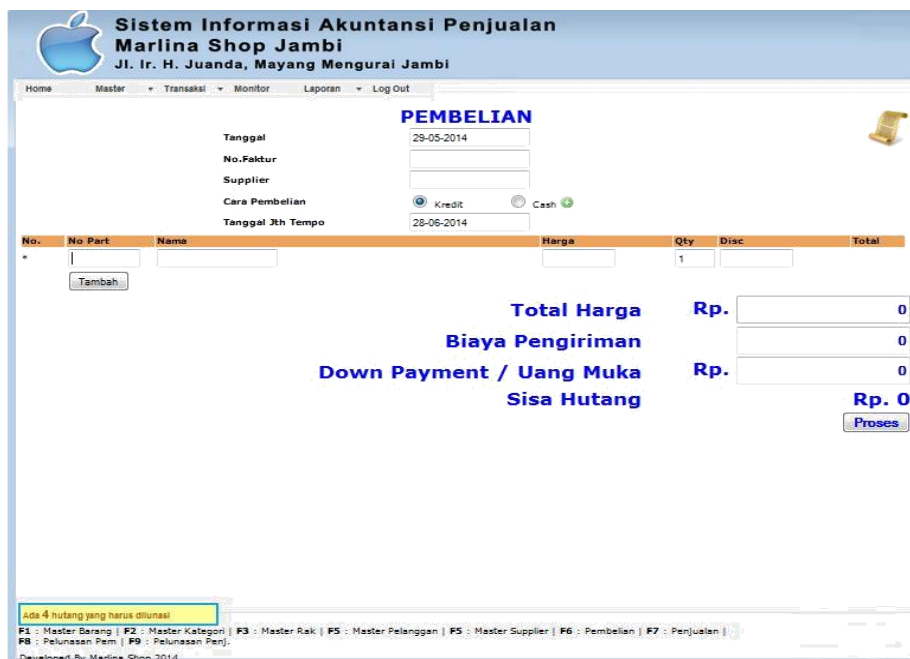 Sistem Informasi Akuntansi Penjualan
Marlina Shop Jambi
Jl. Ir. H. Juanda, Mayang Mengurai Jambi
Home Master Transaksi Monitor Laporan Log Out
PEMBELIAN
Tanggal 29-05-2014
No.Faktur
Supplier
Cara Pembelian Kredit Cash
Tanggal Jth Tempo 28-06-2014
No. No Part Nama Harga Qty Disc Total
* 1
Tambah
Total Harga Rp. 0
Biaya Pengiriman 0
Down Payment / Uang Muka Rp. 0
Sisa Hutang Rp. 0
Proses
Ada 4 hutang yang harus dilunasi
F1 : Master Barang | F2 : Master Kategori | F3 : Master Rak | F5 : Master Pelanggan | F5 : Master Supplier | F6 : Pembelian | F7 : Penjualan |
F8 : Pelunasan Pem | F9 : Pelunasan Penj.
Developed By Marlina Shop 2014